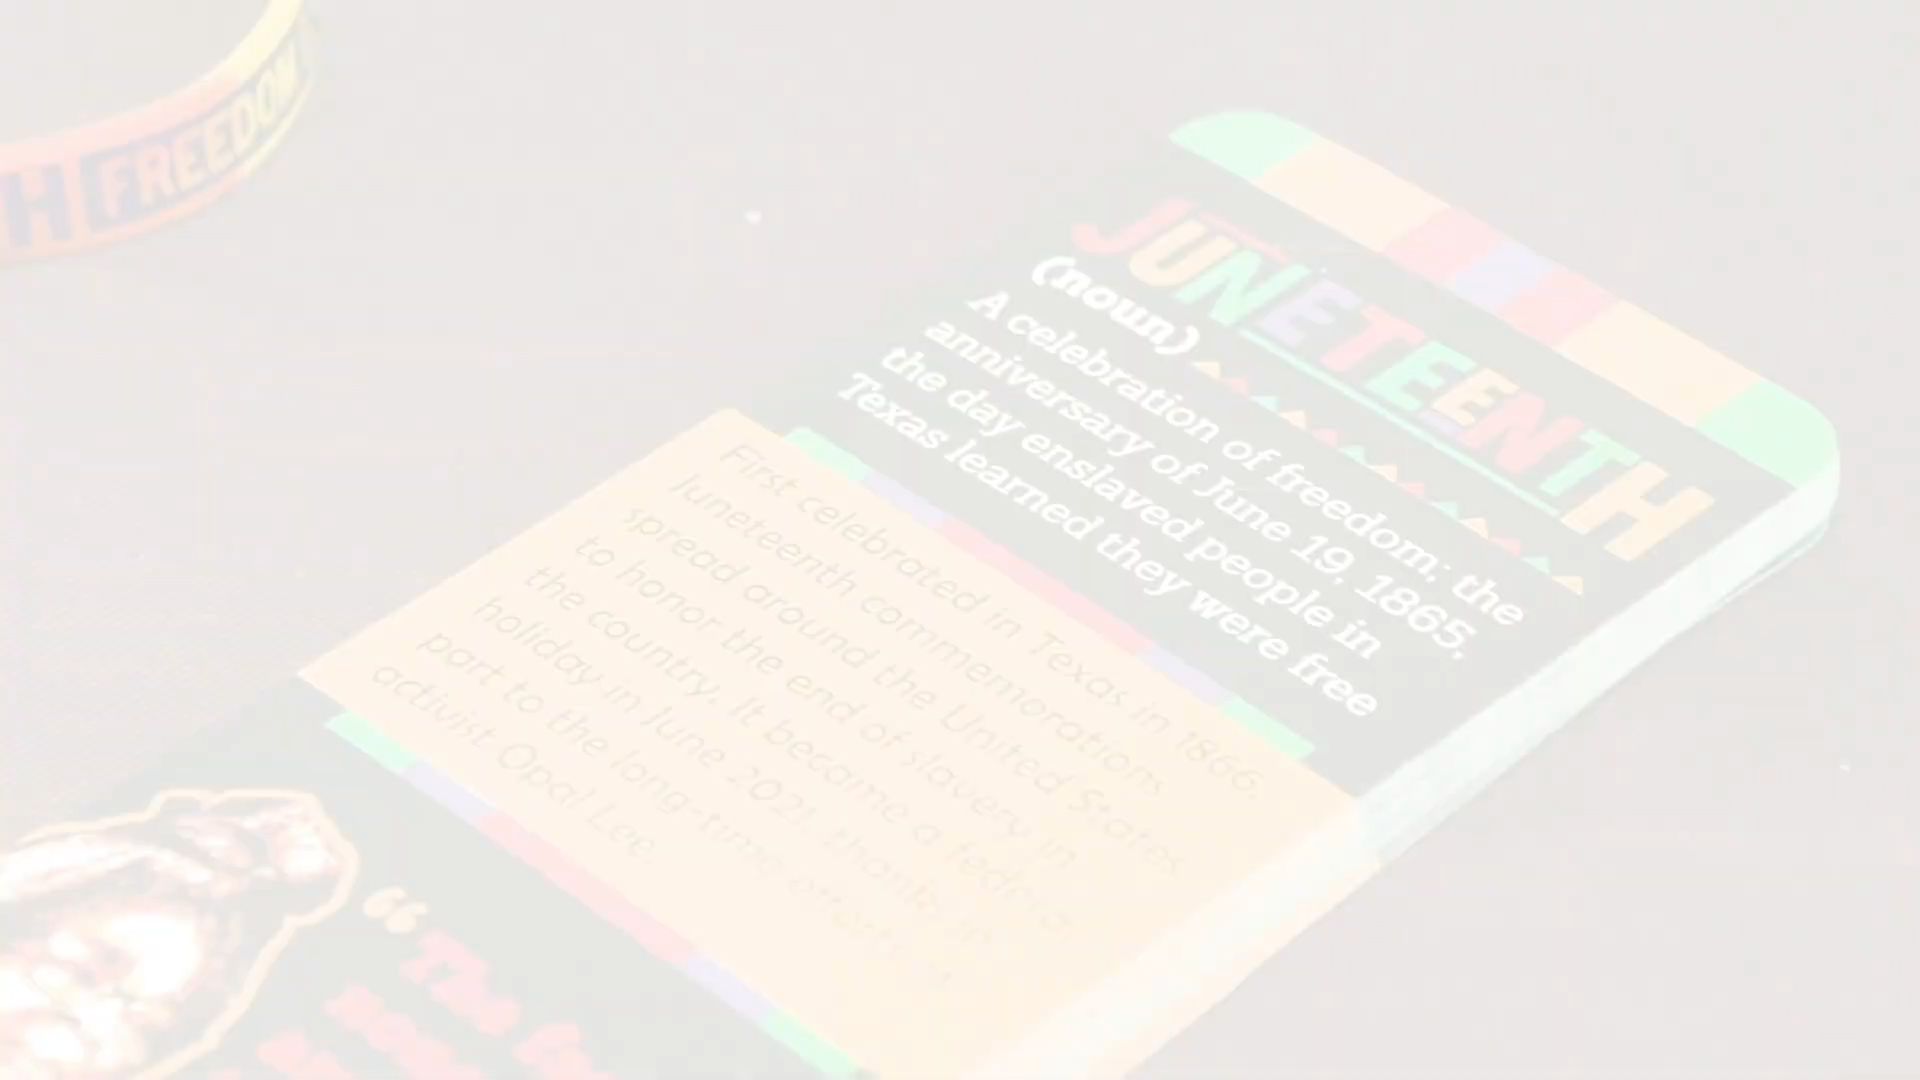 H FREEDOM
JUNETEENTH
(noun)
A celebration of freedom; the
anniversary of June 19, 1865,
the day enslaved people in
Texas learned they were free
First celebrated in Texas in 1866,
Juneteenth commemorations
spread around the United States
to honor the end of slavery in
the country. It became a federal
holiday in June 2021, thanks in
part to the long-time efforts of
activist Opal Lee.
“The